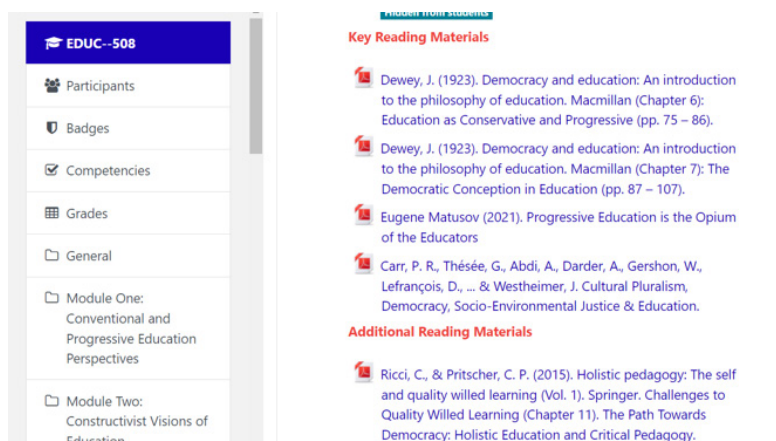 EDUC--508
Participants
Badges
Competencies
Grades
General
Module One:
Conventional and
Progressive Education
Perspectives
Module Two:
Constructivist Visions of
Education
Hidden from students
Key Reading Materials
Dewey, J. (1923). Democracy and education: An introduction
to the philosophy of education. Macmillan (Chapter 6):
Education as Conservative and Progressive (pp. 75 – 86).
Dewey, J. (1923). Democracy and education: An introduction
to the philosophy of education. Macmillan (Chapter 7): The
Democratic Conception in Education (pp. 87 – 107).
Eugene Matusov (2021). Progressive Education is the Opium
of the Educators
Carr, P. R., Thésée, G., Abdi, A., Darder, A., Gershon, W.,
Lefrançois, D., ... & Westheimer, J. Cultural Pluralism,
Democracy, Socio-Environmental Justice & Education.
Additional Reading Materials
Ricci, C., & Pritscher, C. P. (2015). Holistic pedagogy: The self
and quality willed learning (Vol. 1). Springer. Challenges to
Quality Willed Learning (Chapter 11). The Path Towards
Democracy: Holistic Education and Critical Pedagogy.